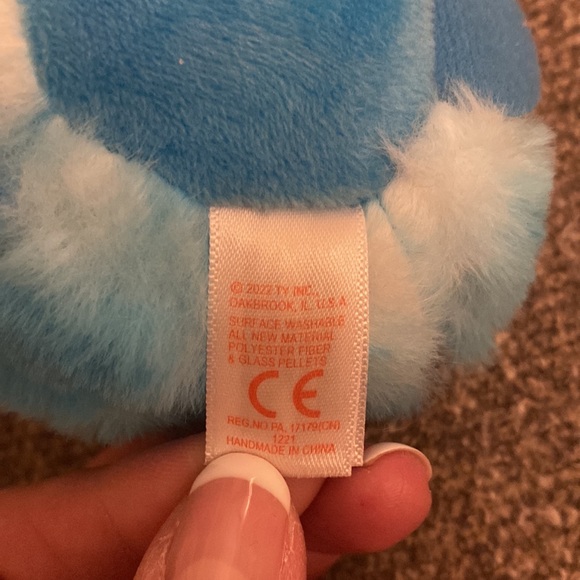 © 2022 TY INC.,
OAKBROOK, IL. U.S.A
SURFACE WASHABLE
ALL NEW MATERIAL
POLYESTER FIBER
& GLASS PELLETS
CE
REG.NO PA. 17179(CN)
1221
HANDMADE IN CHINA